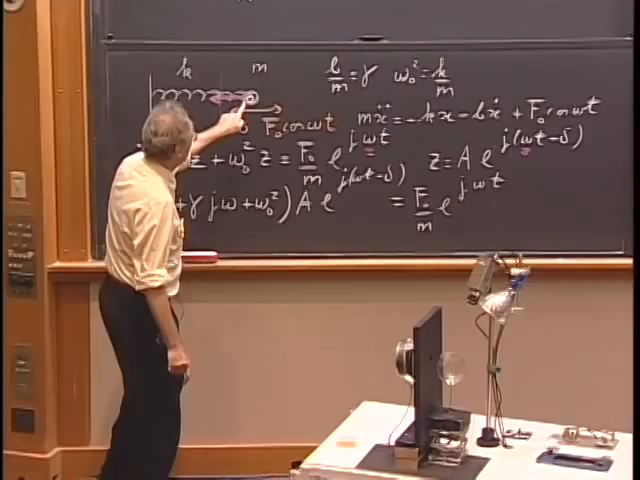 k m b/m = γ ω₀² = k/m
F₀ cos ωt mẍ = -kx - bẋ + F₀ cos ωt
z + ω₀² z = F₀/m e^{jωt} z = A e^{j(ωt-δ)}
+ γ jω + ω₀²) A e^{j(ωt-δ)} = F₀/m e^{jωt}